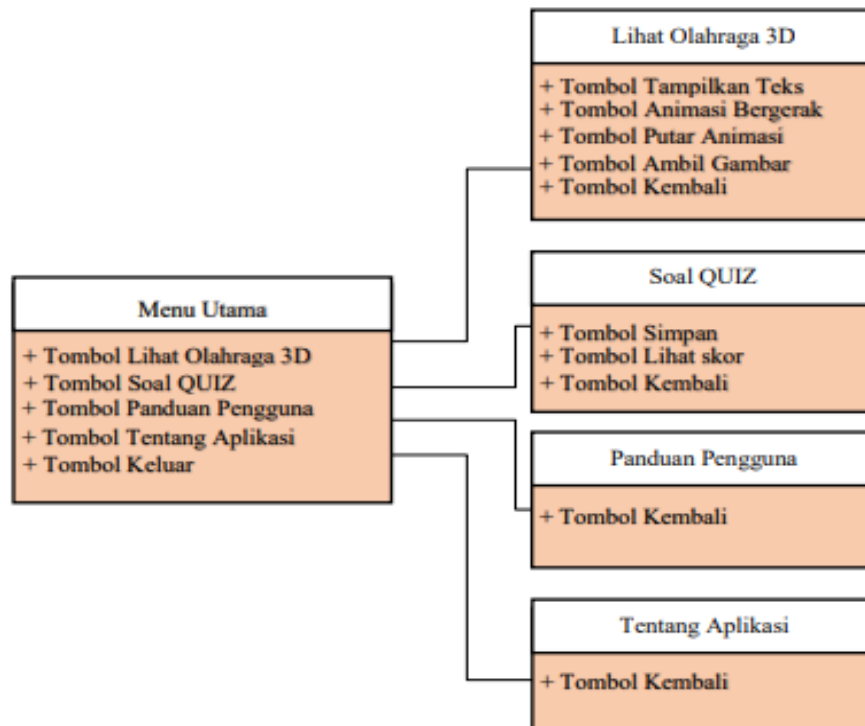 Menu Utama
+ Tombol Lihat Olahraga 3D
+ Tombol Soal QUIZ
+ Tombol Panduan Pengguna
+ Tombol Tentang Aplikasi
+ Tombol Keluar
Lihat Olahraga 3D
+ Tombol Tampilkan Teks
+ Tombol Animasi Bergerak
+ Tombol Putar Animasi
+ Tombol Ambil Gambar
+ Tombol Kembali
Soal QUIZ
+ Tombol Simpan
+ Tombol Lihat skor
+ Tombol Kembali
Panduan Pengguna
+ Tombol Kembali
Tentang Aplikasi
+ Tombol Kembali